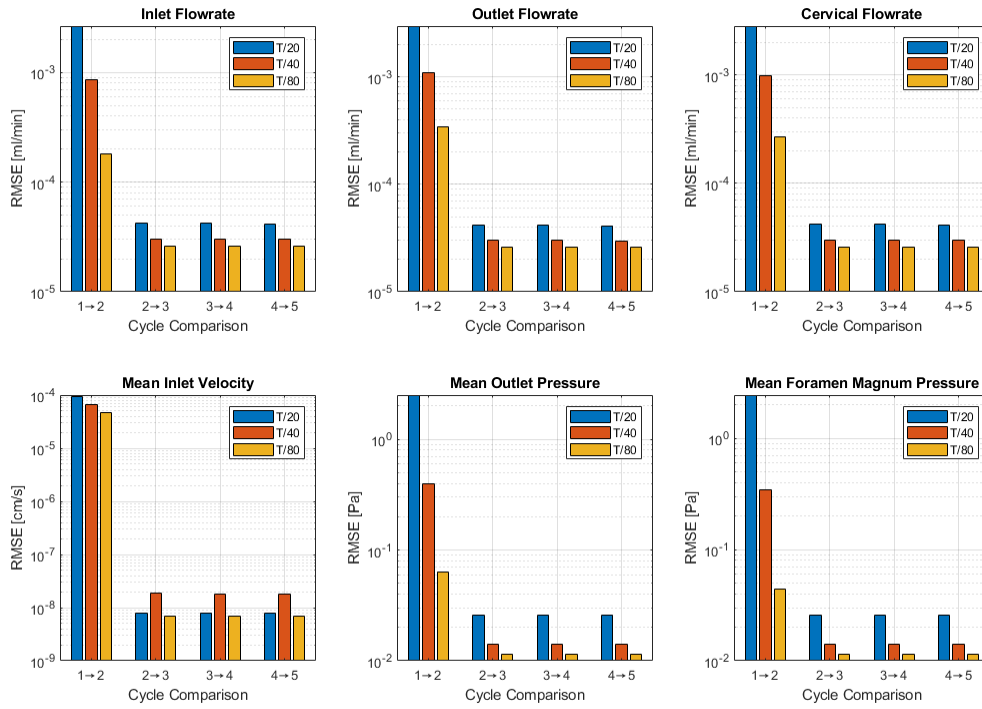 Inlet Flowrate
RMSE [ml/min]
10⁻³
10⁻⁴
10⁻⁵
T/20
T/40
T/80
1→2
2→3
3→4
4→5
Cycle Comparison
Outlet Flowrate
RMSE [ml/min]
10⁻³
10⁻⁴
10⁻⁵
T/20
T/40
T/80
1→2
2→3
3→4
4→5
Cycle Comparison
Cervical Flowrate
RMSE [ml/min]
10⁻³
10⁻⁴
10⁻⁵
T/20
T/40
T/80
1→2
2→3
3→4
4→5
Cycle Comparison
Mean Inlet Velocity
RMSE [cm/s]
10⁻⁴
10⁻⁵
10⁻⁶
10⁻⁷
10⁻⁸
10⁻⁹
T/20
T/40
T/80
1→2
2→3
3→4
4→5
Cycle Comparison
Mean Outlet Pressure
RMSE [Pa]
10⁰
10⁻¹
10⁻²
T/20
T/40
T/80
1→2
2→3
3→4
4→5
Cycle Comparison
Mean Foramen Magnum Pressure
RMSE [Pa]
10⁰
10⁻¹
10⁻²
T/20
T/40
T/80
1→2
2→3
3→4
4→5
Cycle Comparison